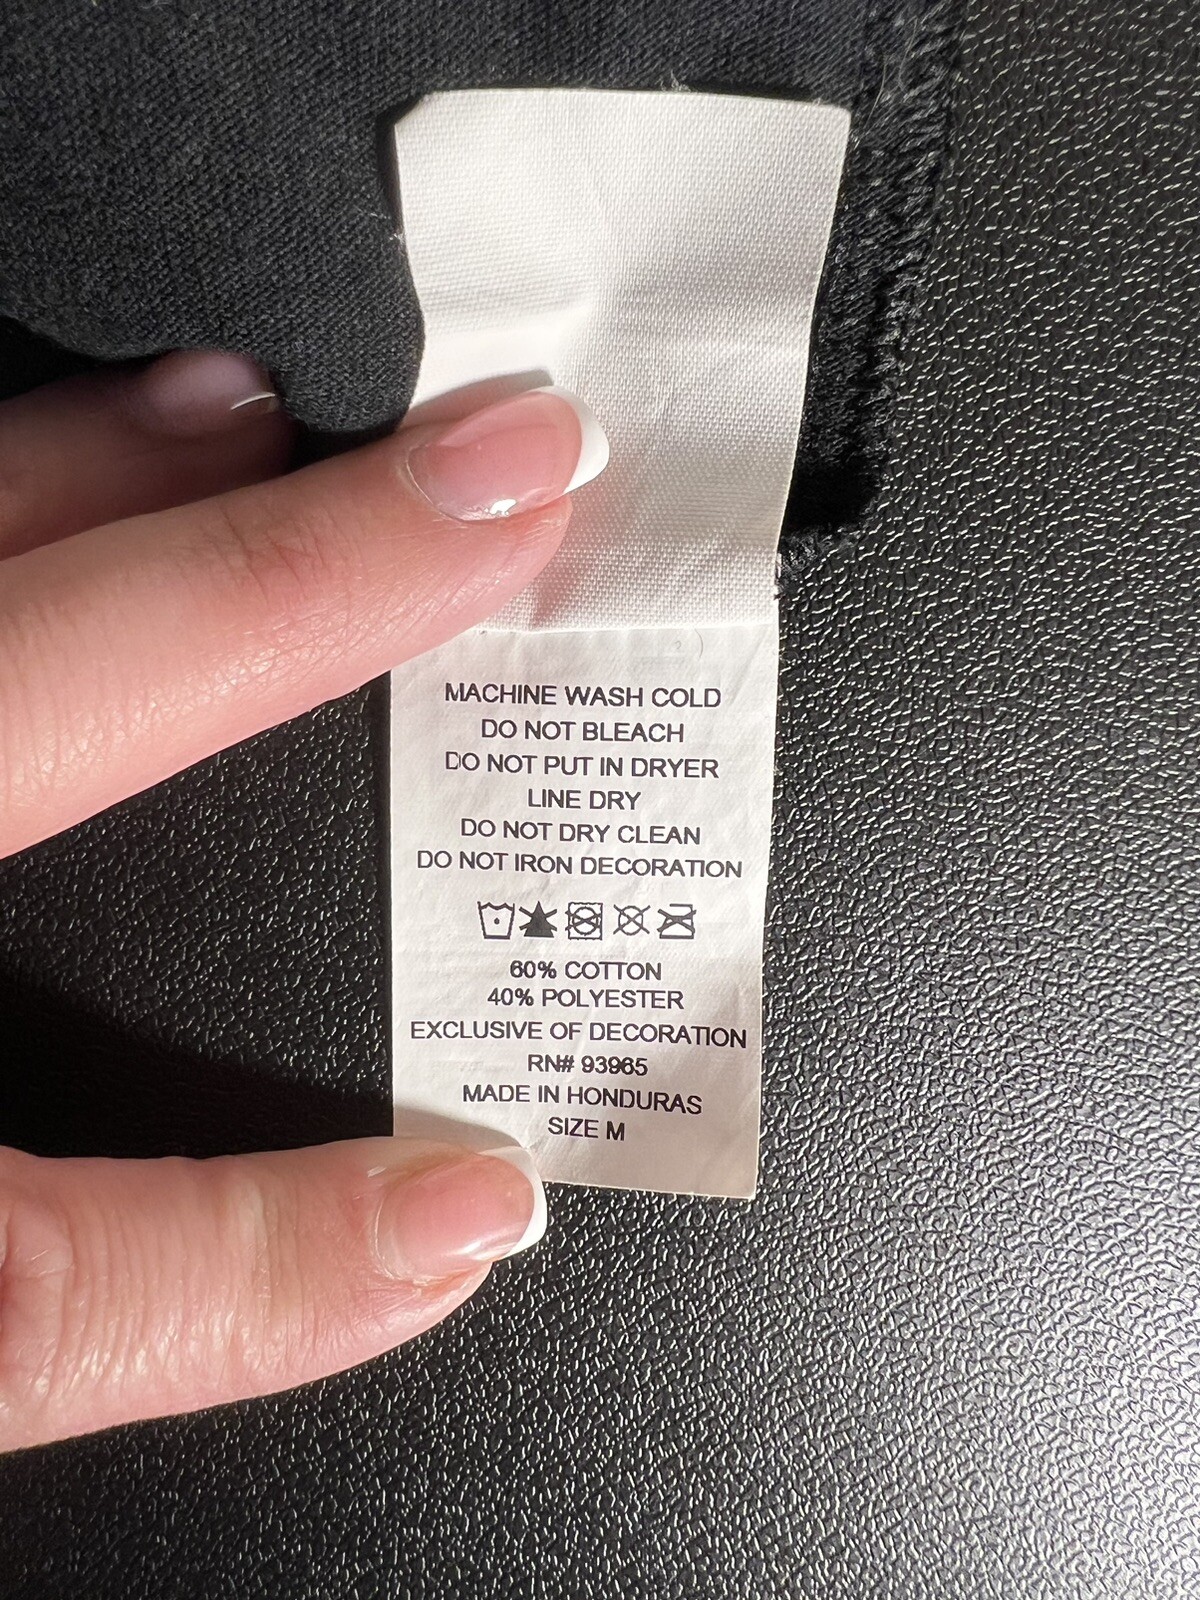 MACHINE WASH COLD
DO NOT BLEACH
DO NOT PUT IN DRYER
LINE DRY
DO NOT DRY CLEAN
DO NOT IRON DECORATION
60% COTTON
40% POLYESTER
EXCLUSIVE OF DECORATION
RN# 93965
MADE IN HONDURAS
SIZE M